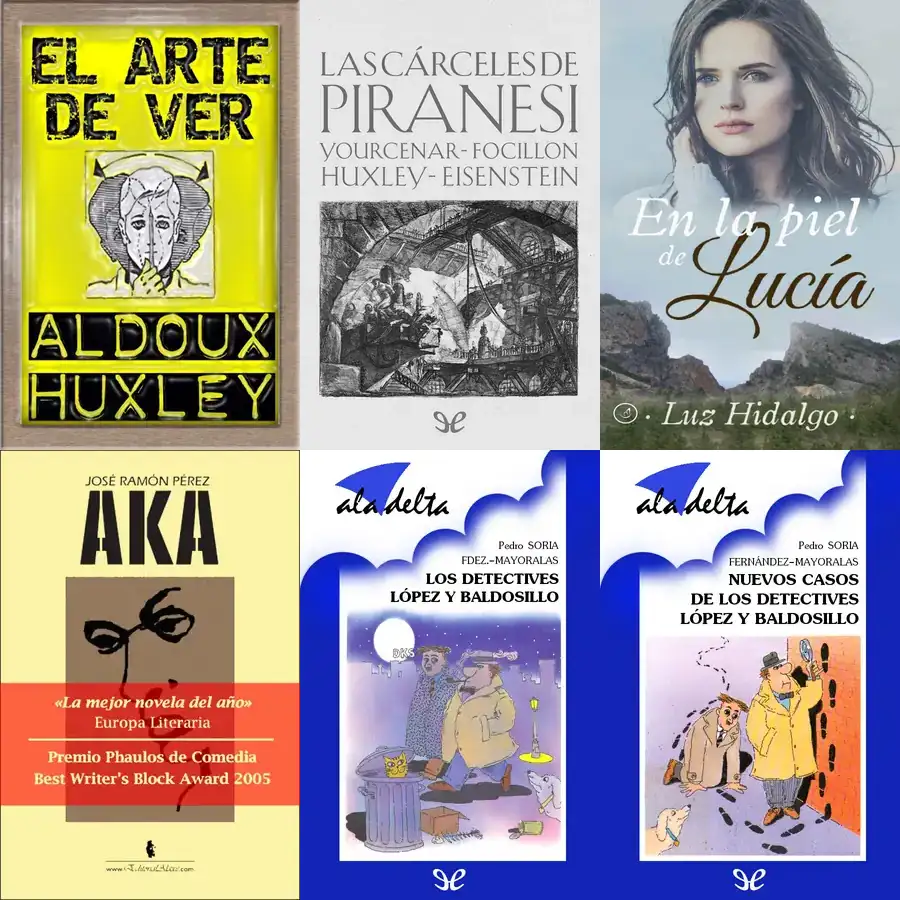 EL ARTE
DE VER
ALDOUX
HUXLEY
LAS CÁRCELES DE
PIRANESI
YOURCENAR-FOCILLON
HUXLEY-EISENSTEIN
En la piel
de
Lucía
· Luz Hidalgo ·
JOSÉ RAMÓN PÉREZ
AKA
«La mejor novela del año»
Europa Literaria
Premio Phaulos de Comedia
Best Writer's Block Award 2005
ala delta
Pedro SORIA
FDEZ.-MAYORALAS
LOS DETECTIVES
LÓPEZ Y BALDOSILLO
BKS
ala delta
Pedro SORIA
FERNÁNDEZ-MAYORALAS
NUEVOS CASOS
DE LOS DETECTIVES
LÓPEZ Y BALDOSILLO